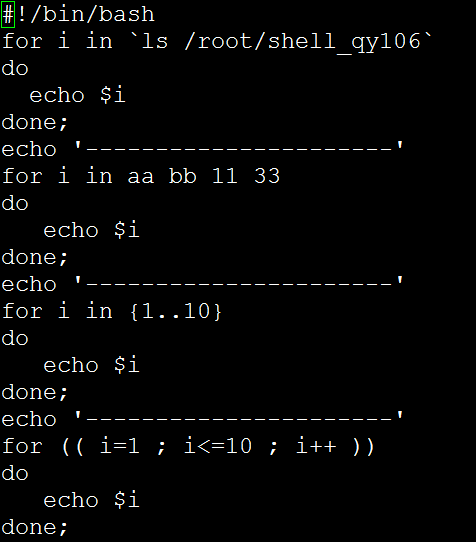 #!/bin/bash
for i in `ls /root/shell_qy106`
do
  echo $i
done;
echo '----------------------'
for i in aa bb 11 33
do
   echo $i
done;
echo '----------------------'
for i in {1..10}
do
   echo $i
done;
echo '----------------------'
for (( i=1 ; i<=10 ; i++ ))
do
   echo $i
done;